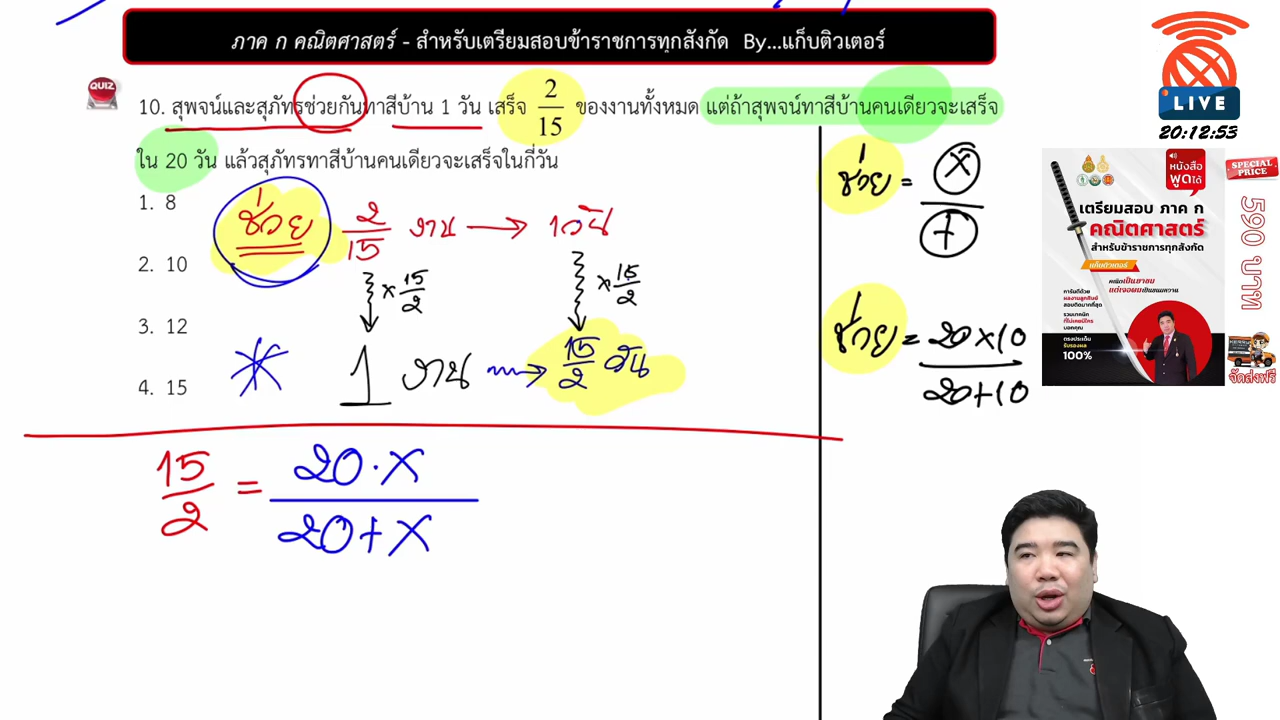 ภาค ก คณิตศาสตร์ - สำหรับเตรียมสอบข้าราชการทุกสังกัด By...แก็บติวเตอร์
QUIZ
10. สุพจน์และสุภัทรช่วยกันทาสีบ้าน 1 วัน เสร็จ 2/15 ของงานทั้งหมด แต่ถ้าสุพจน์ทาสีบ้านคนเดียวจะเสร็จ
ใน 20 วัน แล้วสุภัทรทาสีบ้านคนเดียวจะเสร็จในกี่วัน
1. 8
2. 10
3. 12
4. 15
ช่วย 2/15 งาน → 1 วัน
×15/2 ×15/2
1 งาน → 15/2 วัน
15/2 = 20·x / 20+x
ช่วย = × / +
ช่วย = 20×10 / 20+10
LIVE
20:12:53
หนังสือ
พูดได้
เตรียมสอบ ภาค ก
คณิตศาสตร์
สำหรับข้าราชการทุกสังกัด
แก็บติวเตอร์
100%
SPECIAL
PRICE
590 บาท
จัดส่งฟรี